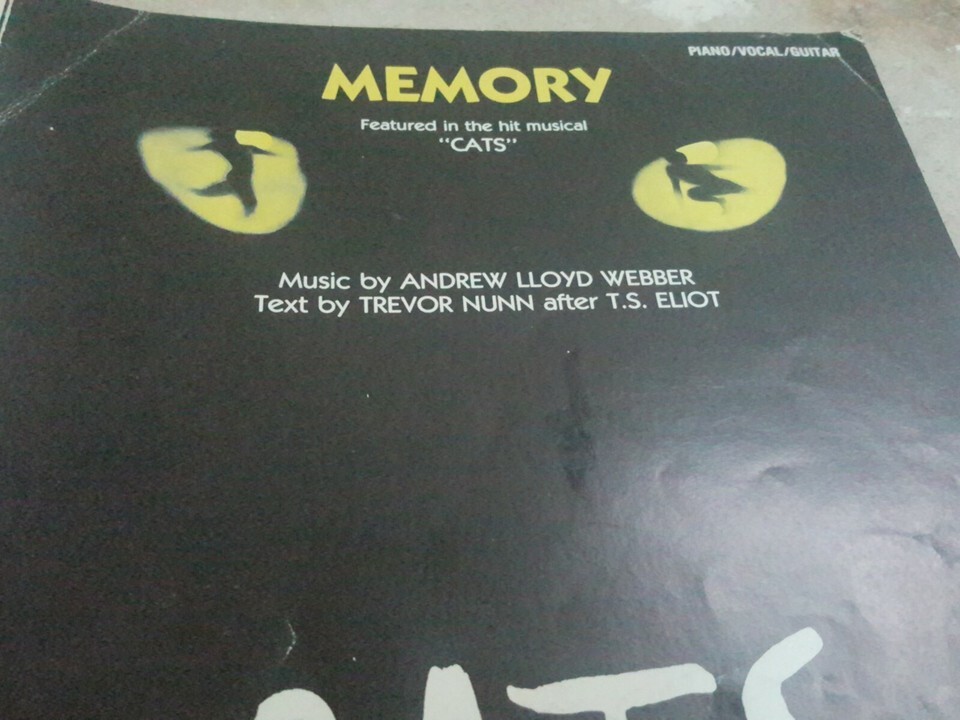 PIANO/VOCAL/GUITAR
MEMORY
Featured in the hit musical
"CATS"
Music by ANDREW LLOYD WEBBER
Text by TREVOR NUNN after T.S. ELIOT
CATS